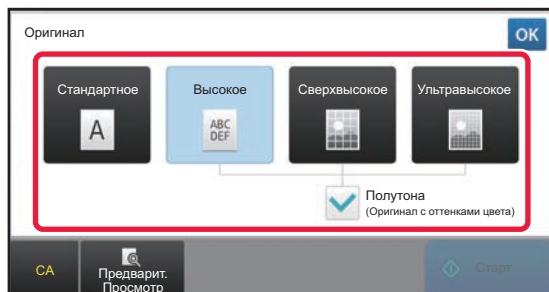 Оригинал
OK
Стандартное
Высокое
Сверхвысокое
Ультравысокое
A
ABC
DEF
Полутона
(Оригинал с оттенками цвета)
CA
Предварит.
Просмотр
Старт